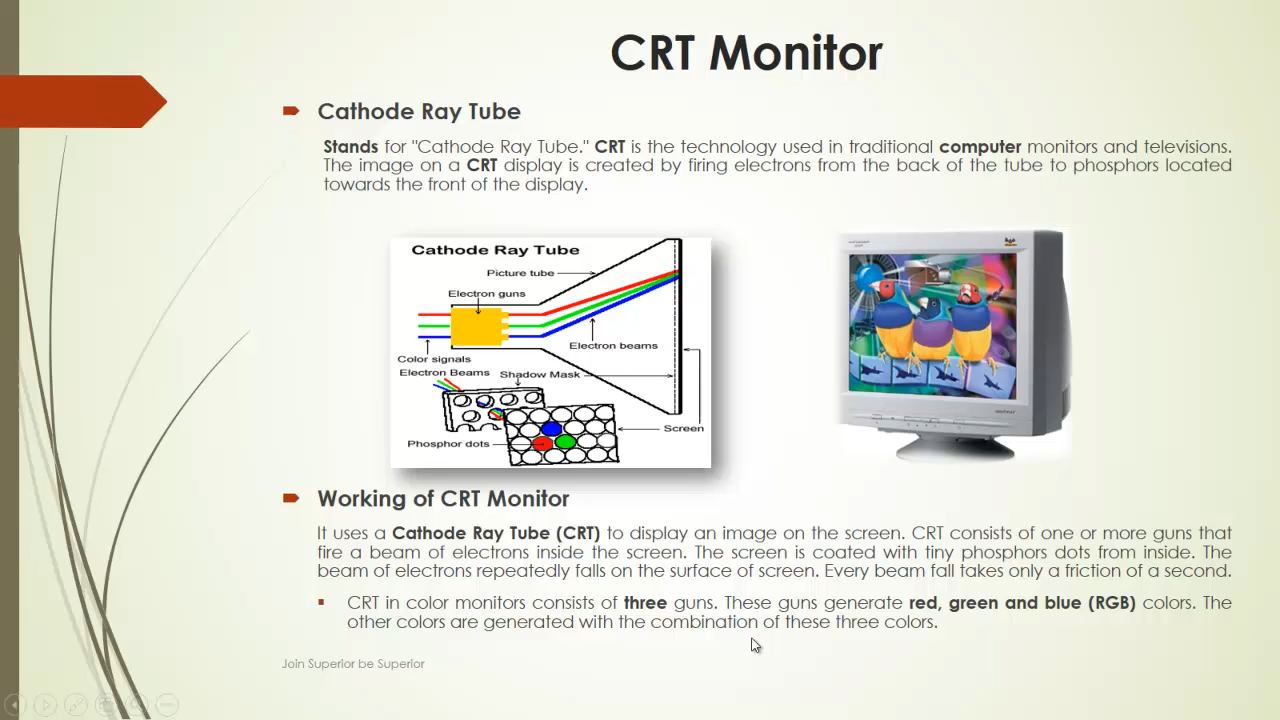 CRT Monitor
Cathode Ray Tube
Stands for "Cathode Ray Tube." CRT is the technology used in traditional computer monitors and televisions.
The image on a CRT display is created by firing electrons from the back of the tube to phosphors located
towards the front of the display.
Cathode Ray Tube
Picture tube
Electron guns
Electron beams
Color signals
Electron Beams
Shadow Mask
Screen
Phosphor dots
Working of CRT Monitor
It uses a Cathode Ray Tube (CRT) to display an image on the screen. CRT consists of one or more guns that
fire a beam of electrons inside the screen. The screen is coated with tiny phosphors dots from inside. The
beam of electrons repeatedly falls on the surface of screen. Every beam fall takes only a friction of a second.
CRT in color monitors consists of three guns. These guns generate red, green and blue (RGB) colors. The
other colors are generated with the combination of these three colors.
Join Superior be Superior